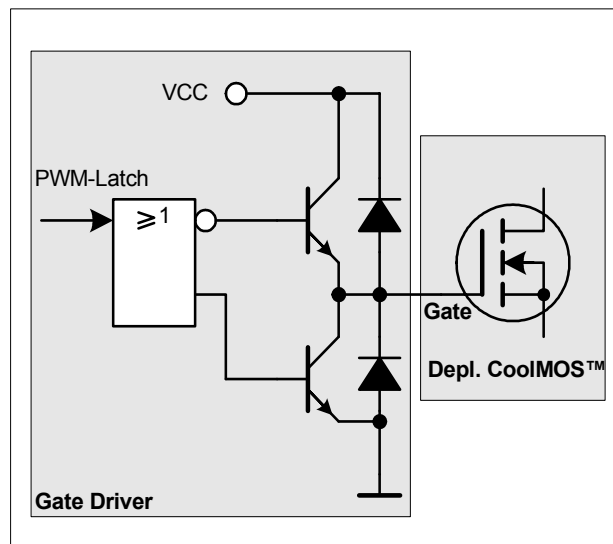 VCC
PWM-Latch
≥1
Gate
Depl. CoolMOS™
Gate Driver